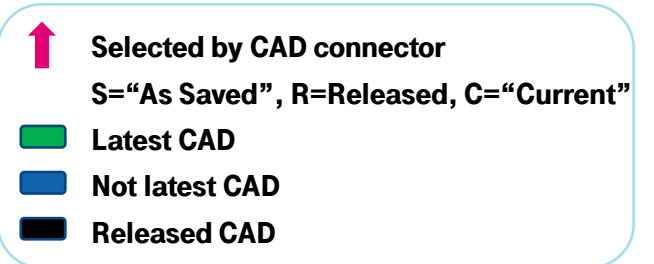 Selected by CAD connector
S=“As Saved”, R=Released, C=“Current”
Latest CAD
Not latest CAD
Released CAD